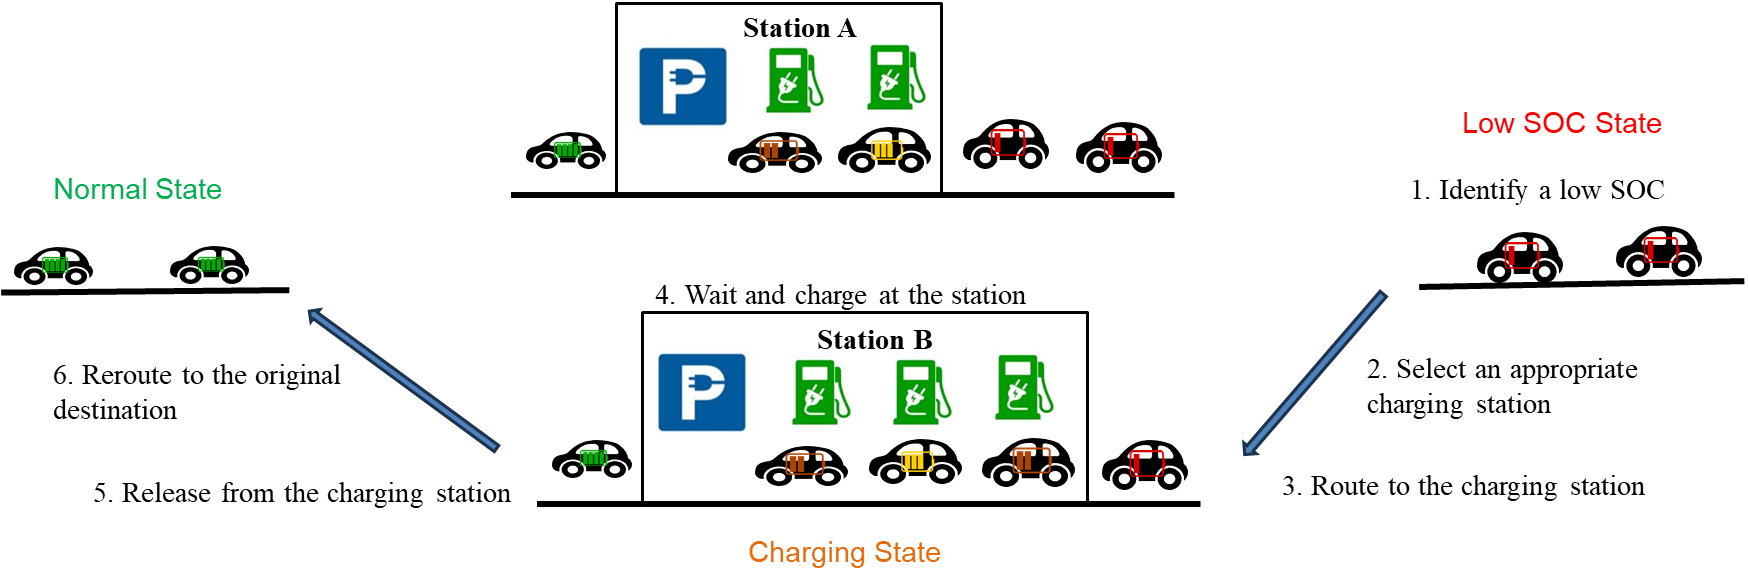 Station A
P
Low SOC State
1. Identify a low SOC
Normal State
4. Wait and charge at the station
Station B
P
2. Select an appropriate
charging station
6. Reroute to the original
destination
3. Route to the charging station
5. Release from the charging station
Charging State